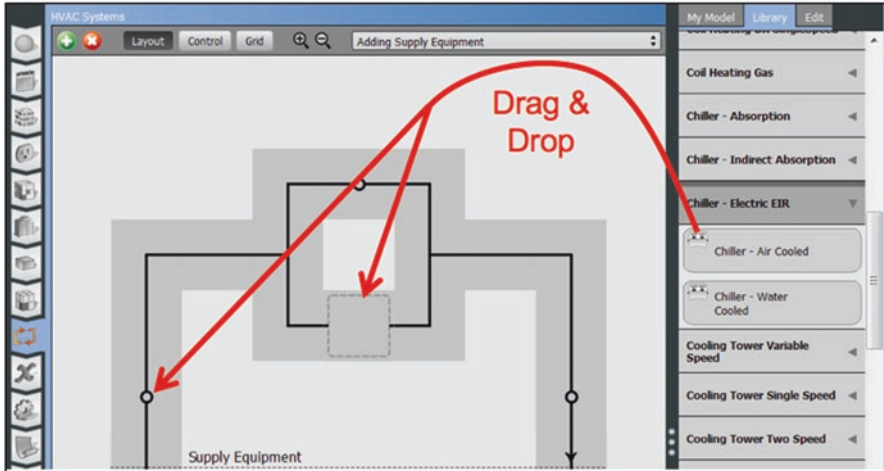 HVAC Systems
Layout Control Grid Adding Supply Equipment
Drag &
Drop
Supply Equipment
My Model Library Edit
Coil Heating Gas
Chiller - Absorption
Chiller - Indirect Absorption
Chiller - Electric EIR
Chiller - Air Cooled
Chiller - Water
Cooled
Cooling Tower Variable
Speed
Cooling Tower Single Speed
Cooling Tower Two Speed